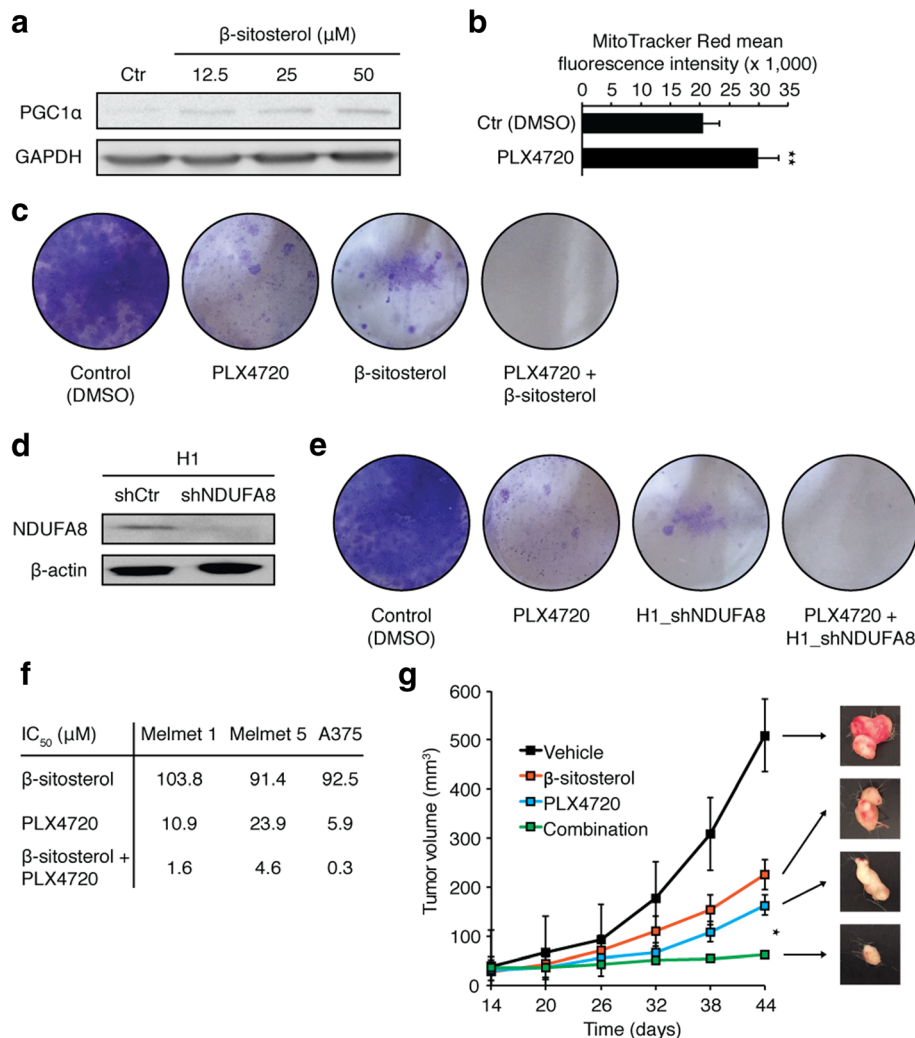 a
β-sitosterol (μM)
Ctr 12.5 25 50
PGC1α
GAPDH
b
MitoTracker Red mean
fluorescence intensity (x 1,000)
0 5 10 15 20 25 30 35
Ctr (DMSO)
PLX4720
**
c
Control
(DMSO)
PLX4720
β-sitosterol
PLX4720 +
β-sitosterol
d
H1
shCtr shNDUFA8
NDUFA8
β-actin
e
Control
(DMSO)
PLX4720
H1_shNDUFA8
PLX4720 +
H1_shNDUFA8
f
IC50 (μM) Melmet 1 Melmet 5 A375
β-sitosterol 103.8 91.4 92.5
PLX4720 10.9 23.9 5.9
β-sitosterol +
PLX4720 1.6 4.6 0.3
g
Tumor volume (mm³)
600
500
400
300
200
100
0
Vehicle
β-sitosterol
PLX4720
Combination
*
14 20 26 32 38 44
Time (days)